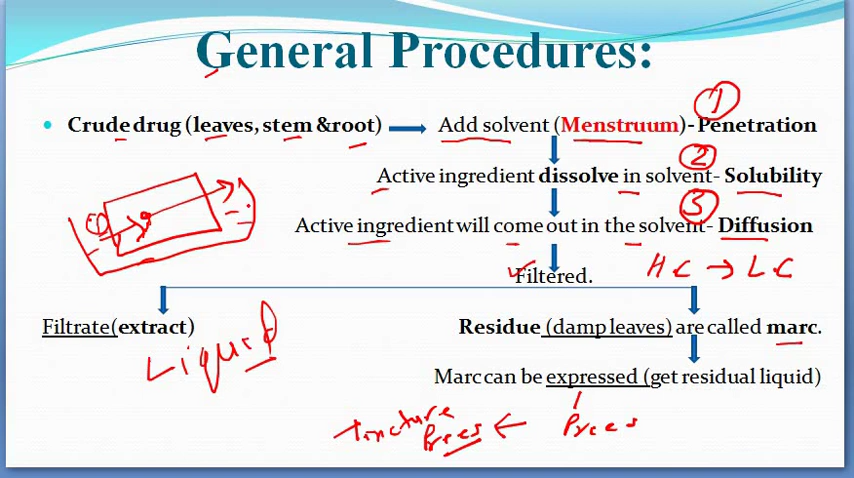 General Procedures:
1
Crude drug (leaves, stem &root) Add solvent (Menstruum)- Penetration
2
Active ingredient dissolve in solvent- Solubility
3
Active ingredient will come out in the solvent- Diffusion
Filtered. HC → LC
Filtrate(extract) Residue (damp leaves) are called marc.
Liquid
Marc can be expressed (get residual liquid)
Tincture Prees ← Prees